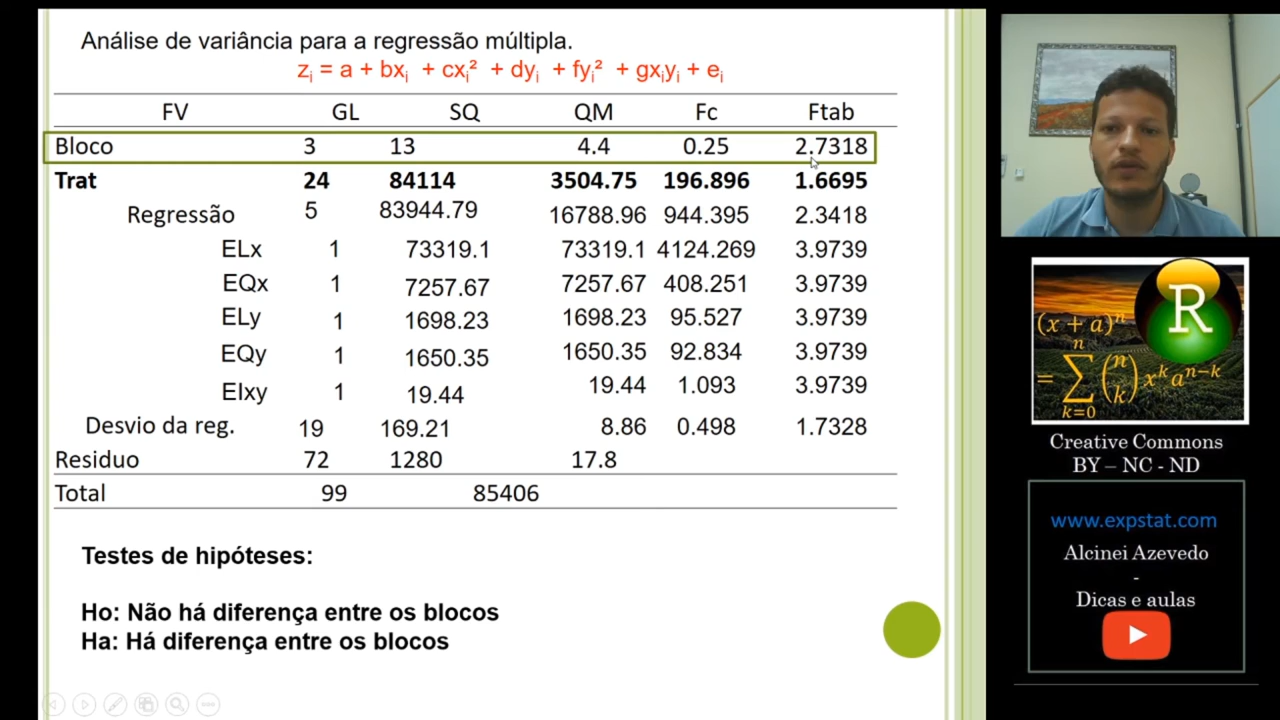 Análise de variância para a regressão múltipla.
zᵢ = a + bxᵢ + cxᵢ² + dyᵢ + fyᵢ² + gxᵢyᵢ + eᵢ
FV GL SQ QM Fc Ftab
Bloco 3 13 4.4 0.25 2.7318
Trat 24 84114 3504.75 196.896 1.6695
Regressão 5 83944.79 16788.96 944.395 2.3418
ELx 1 73319.1 73319.1 4124.269 3.9739
EQx 1 7257.67 7257.67 408.251 3.9739
ELy 1 1698.23 1698.23 95.527 3.9739
EQy 1 1650.35 1650.35 92.834 3.9739
EIxy 1 19.44 19.44 1.093 3.9739
Desvio da reg. 19 169.21 8.86 0.498 1.7328
Residuo 72 1280 17.8
Total 99 85406
Testes de hipóteses:
Ho: Não há diferença entre os blocos
Ha: Há diferença entre os blocos
R
(x + a)ⁿ
= ∑ₖ₌₀ⁿ (n k) xᵏ aⁿ⁻ᵏ
Creative Commons
BY – NC - ND
www.expstat.com
Alcinei Azevedo
-
Dicas e aulas